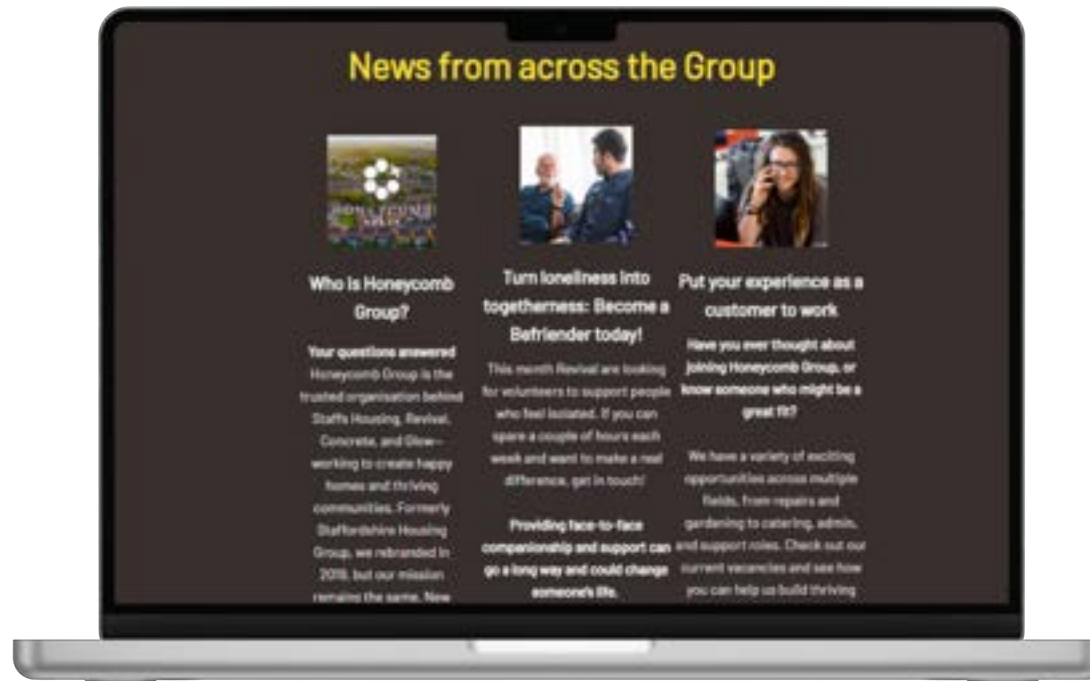 News from across the Group
Who is Honeycomb
Group?
Your questions answered
Honeycomb Group is the
trusted organisation behind
Staffs Housing, Revival,
Concrete, and Glow–
working to create happy
homes and thriving
communities. Formerly
Staffordshire Housing
Group, we rebranded in
2018, but our mission
remains the same. New
Turn loneliness into
togetherness: Become a
Befriender today!
This month Revival are looking
for volunteers to support people
who feel isolated. If you can
spare a couple of hours each
week and want to make a real
difference, get in touch!
Providing face-to-face
companionship and support can
go a long way and could change
someone's life.
Put your experience as a
customer to work
Have you ever thought about
joining Honeycomb Group, or
know someone who might be a
great fit?
We have a variety of exciting
opportunities across multiple
fields, from repairs and
gardening to catering, admin,
and support roles. Check out our
current vacancies and see how
you can help us build thriving